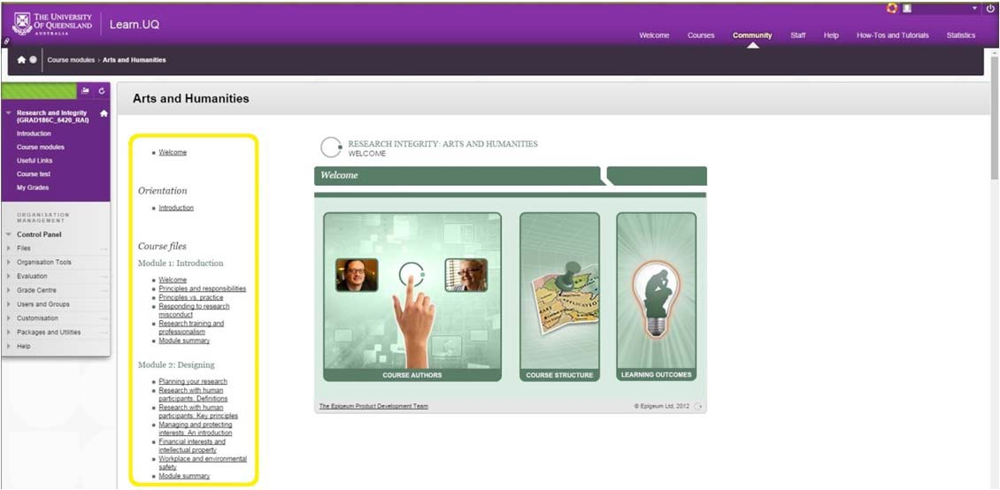 THE UNIVERSITY
OF QUEENSLAND
AUSTRALIA
Learn.UQ
Welcome Courses Community Staff Help How-Tos and Tutorials Statistics
Course modules › Arts and Humanities
Research and Integrity
(GRAD186C_6420_RAI)
Introduction
Course modules
Useful Links
Course test
My Grades
ORGANISATION
MANAGEMENT
Control Panel
Files
Organisation Tools
Evaluation
Grade Centre
Users and Groups
Customisation
Packages and Utilities
Help
Arts and Humanities
Welcome
Orientation
Introduction
Course files
Module 1: Introduction
Welcome
Principles and responsibilities
Principles vs. practice
Responding to research
misconduct
Research training and
professionalism
Module summary
Module 2: Designing
Planning your research
Research with human
participants: Definitions
Research with human
participants: Key principles
Managing and protecting
interests: An introduction
Financial interests and
intellectual property
Workplace and environmental
safety
Module summary
RESEARCH INTEGRITY: ARTS AND HUMANITIES
WELCOME
Welcome
COURSE AUTHORS
COURSE STRUCTURE
LEARNING OUTCOMES
The Epigeum Product Development Team
© Epigeum Ltd, 2012